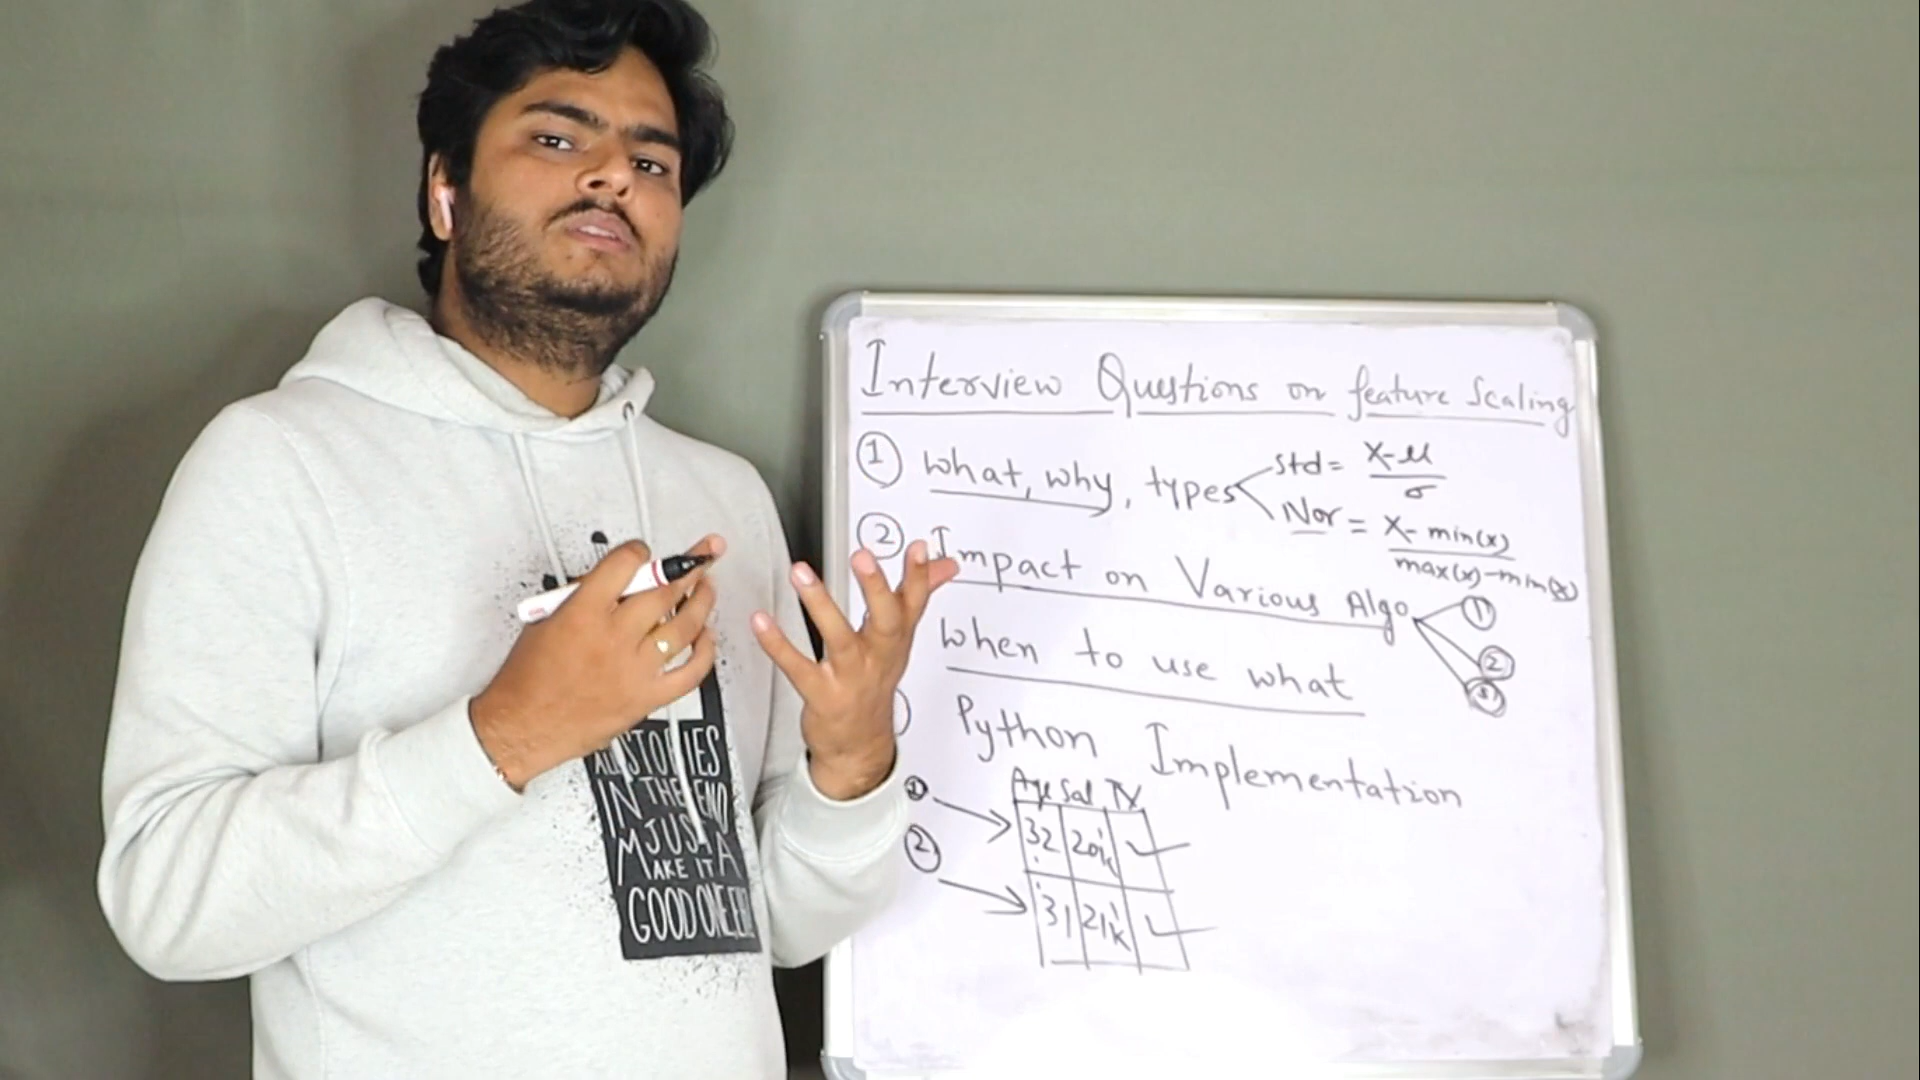 Interview Questions on feature Scaling
1 What, why, types
std = X-μ / σ
Nor = X-min(x) / max(x)-min(x)
2 Impact on Various Algo
1
2
3
When to use what
Python Implementation
Age Sal TV
1 32 20k ✓
2 31 21k ✓
ALL STORIES
IN THE END
JUST A
MAKE IT
GOOD ONE